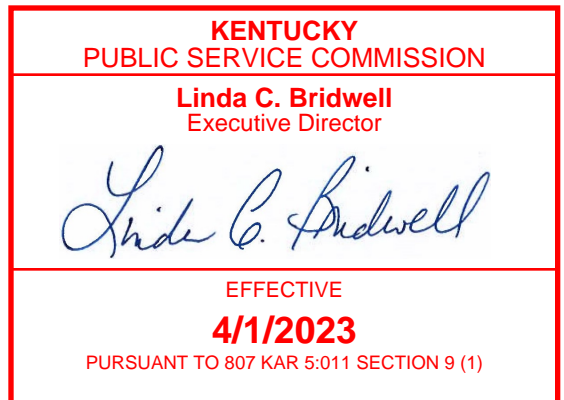 KENTUCKY
PUBLIC SERVICE COMMISSION
Linda C. Bridwell
Executive Director
Linda C. Bridwell
EFFECTIVE
4/1/2023
PURSUANT TO 807 KAR 5:011 SECTION 9 (1)